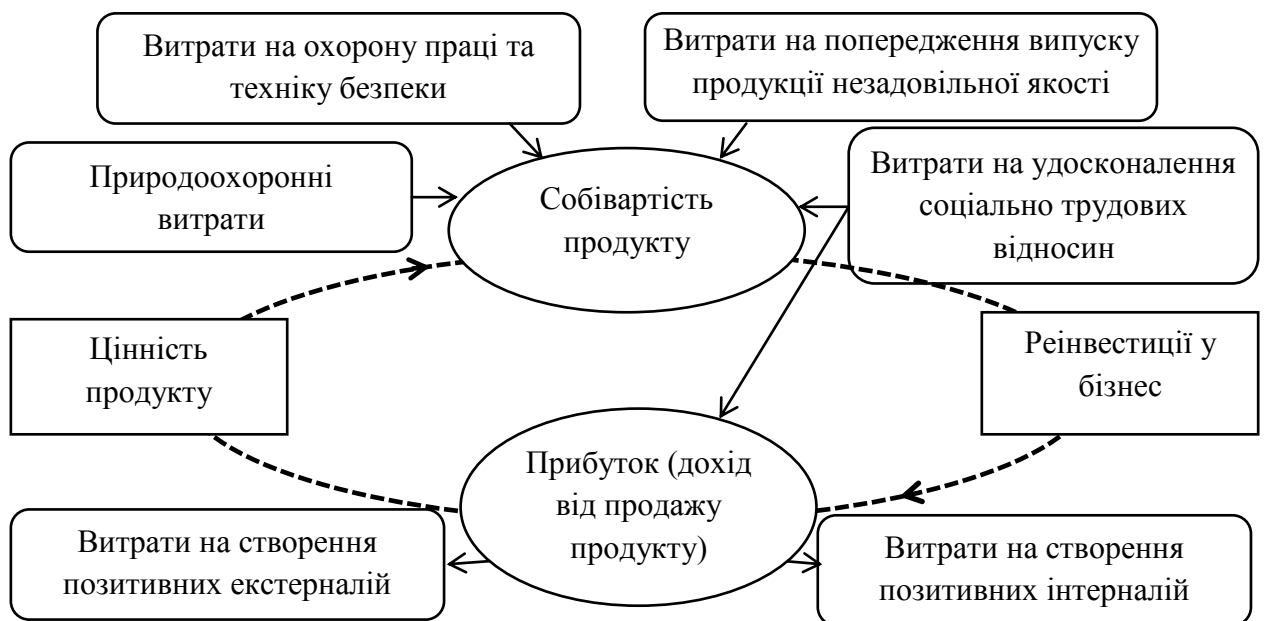 Витрати на охорону праці та
техніку безпеки
Витрати на попередження випуску
продукції незадовільної якості
Природоохоронні
витрати
Собівартість
продукту
Витрати на удосконалення
соціально трудових
відносин
Цінність
продукту
Реінвестиції у
бізнес
Прибуток (дохід
від продажу
продукту)
Витрати на створення
позитивних екстерналій
Витрати на створення
позитивних інтерналій